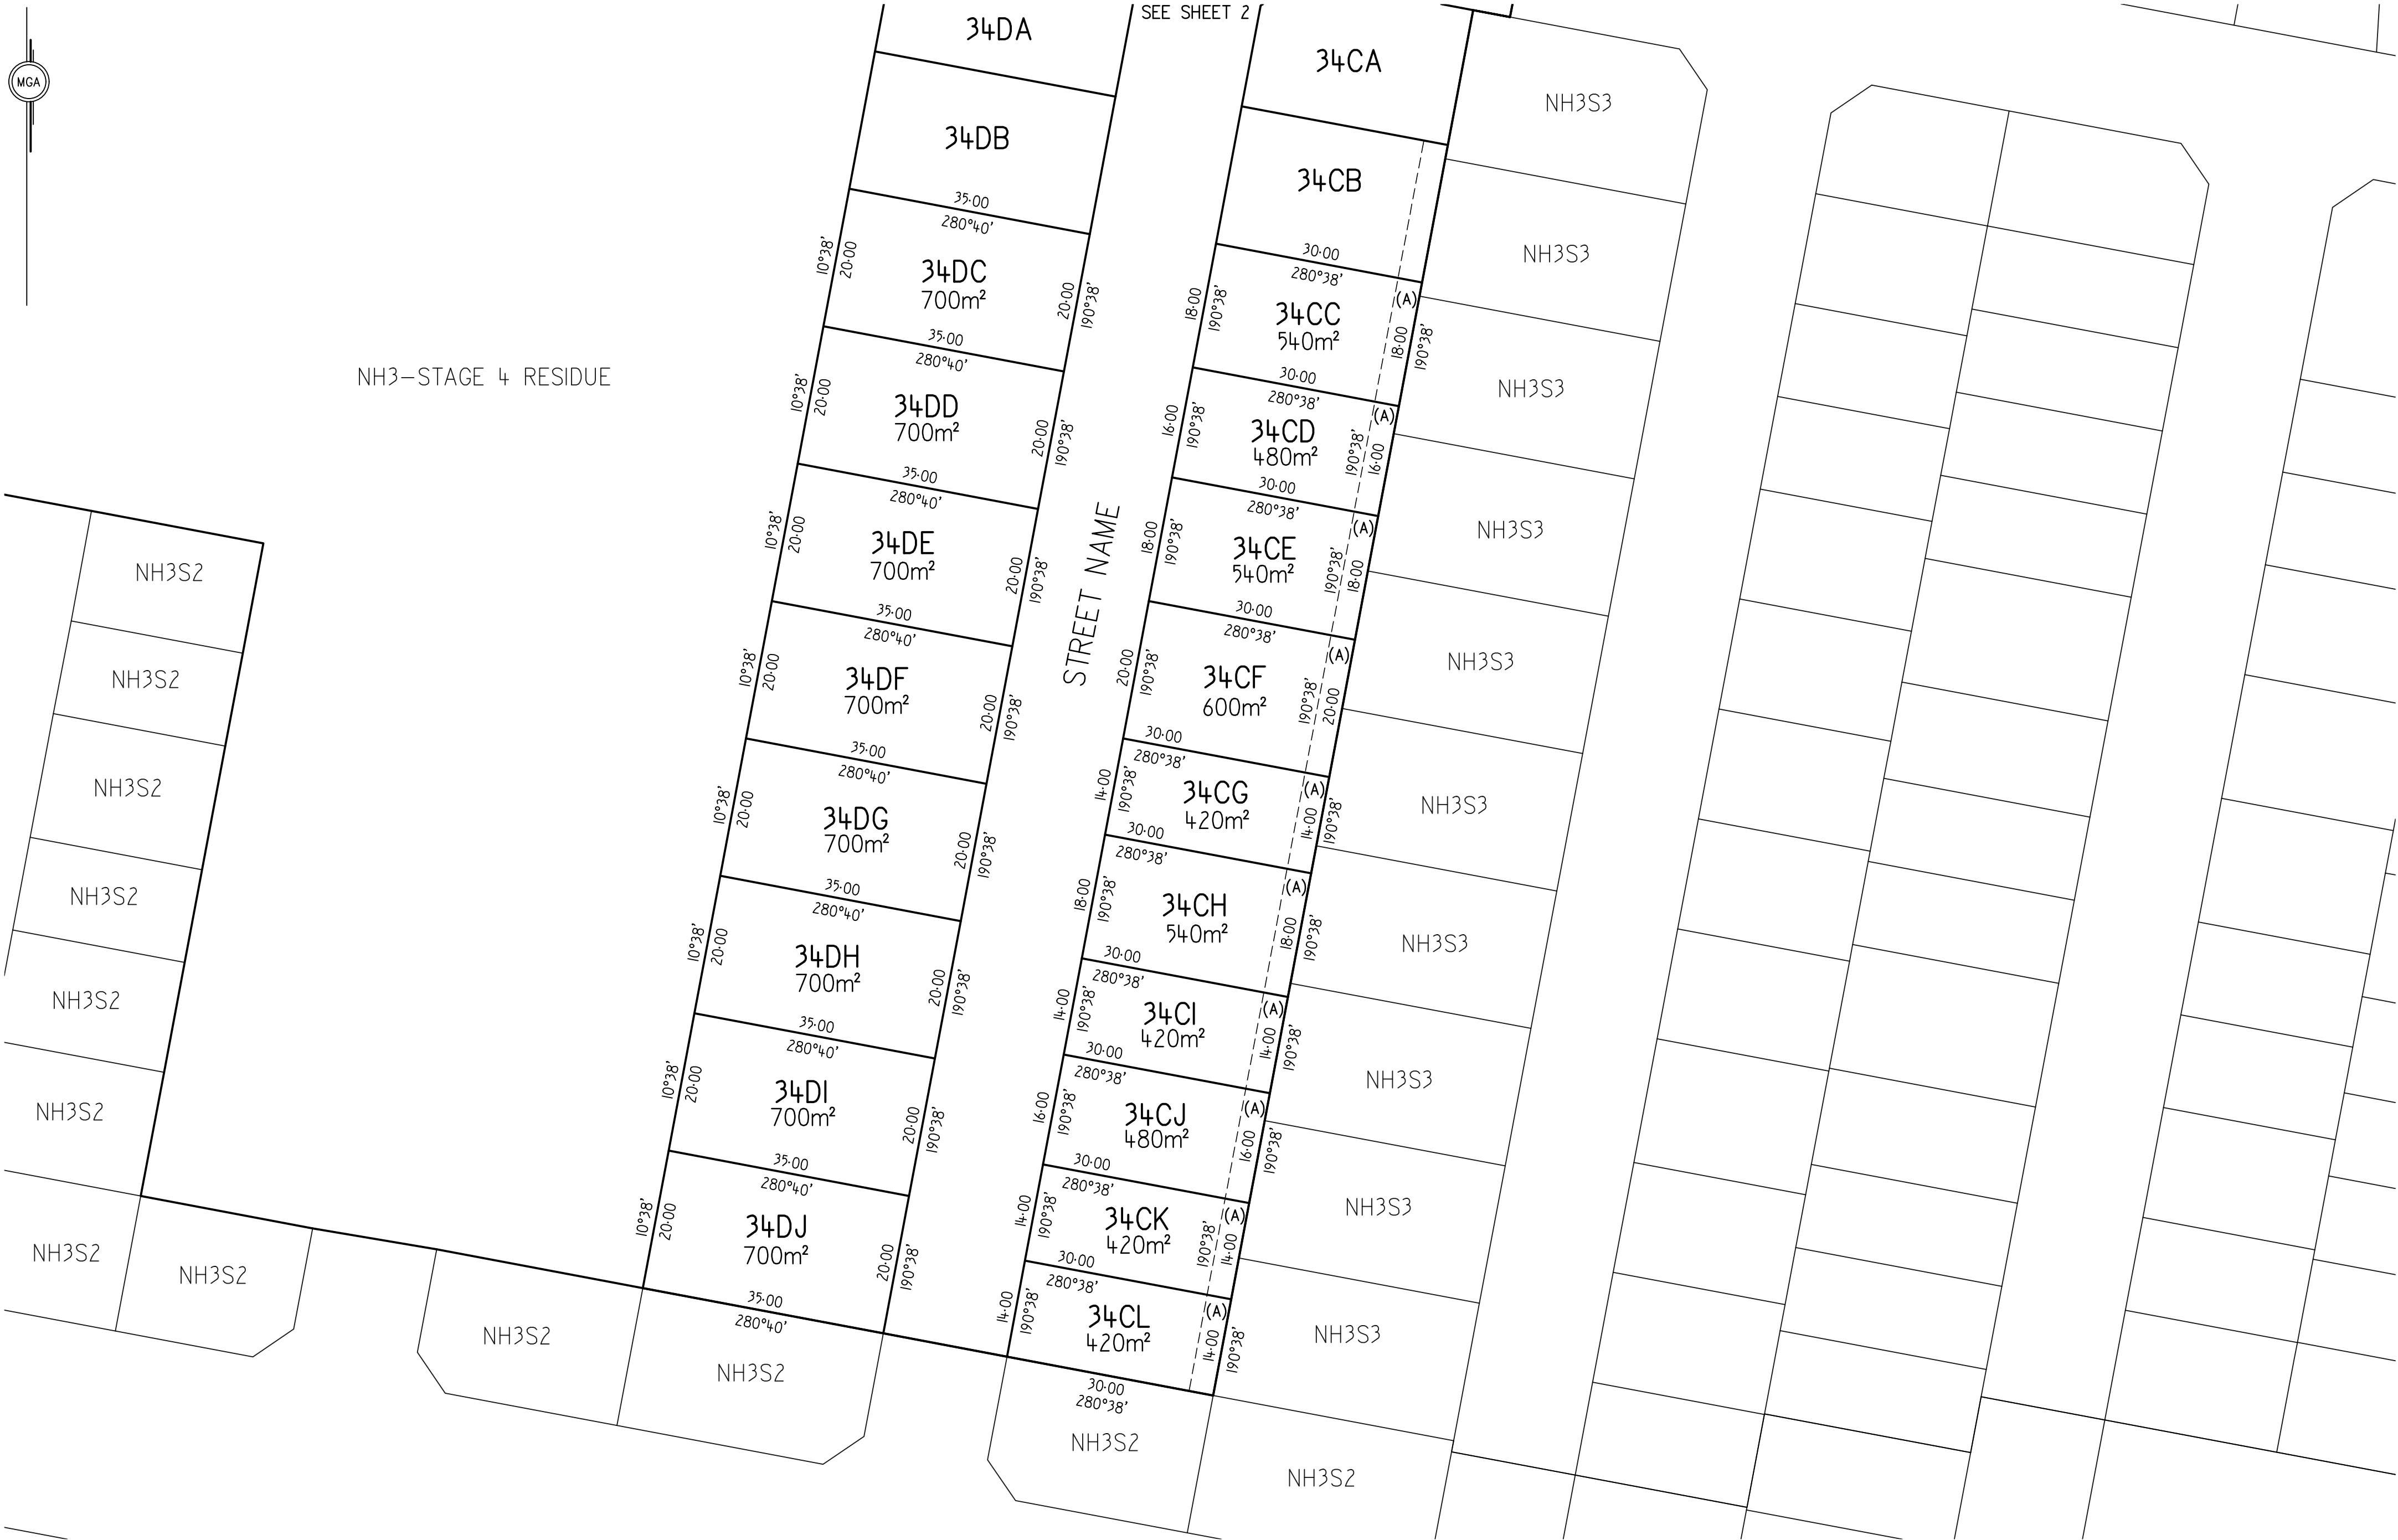 SEE SHEET 2
MGA
NH3-STAGE 4 RESIDUE
STREET NAME
34DA
34DB
35·00
280°40'
10°38'
20·00
34DC
700m²
20·00
190°38'
35·00
280°40'
10°38'
20·00
34DD
700m²
20·00
190°38'
35·00
280°40'
10°38'
20·00
34DE
700m²
20·00
190°38'
35·00
280°40'
10°38'
20·00
34DF
700m²
20·00
190°38'
35·00
280°40'
10°38'
20·00
34DG
700m²
20·00
190°38'
35·00
280°40'
10°38'
20·00
34DH
700m²
20·00
190°38'
35·00
280°40'
10°38'
20·00
34DI
700m²
20·00
190°38'
35·00
280°40'
10°38'
20·00
34DJ
700m²
20·00
190°38'
35·00
280°40'
34CA
34CB
30·00
280°38'
18·00
190°38'
34CC
540m²
(A)
18·00
190°38'
30·00
280°38'
16·00
190°38'
34CD
480m²
(A)
190°38'
16·00
30·00
280°38'
18·00
190°38'
34CE
540m²
(A)
190°38'
18·00
30·00
280°38'
20·00
190°38'
34CF
600m²
(A)
190°38'
20·00
30·00
280°38'
14·00
190°38'
34CG
420m²
(A)
14·00
190°38'
30·00
280°38'
18·00
190°38'
34CH
540m²
(A)
18·00
190°38'
30·00
280°38'
14·00
190°38'
34CI
420m²
(A)
14·00
190°38'
30·00
280°38'
16·00
190°38'
34CJ
480m²
(A)
16·00
190°38'
30·00
280°38'
14·00
190°38'
34CK
420m²
(A)
190°38'
14·00
30·00
280°38'
14·00
190°38'
34CL
420m²
(A)
14·00
190°38'
30·00
280°38'
NH3S3
NH3S3
NH3S3
NH3S3
NH3S3
NH3S3
NH3S3
NH3S3
NH3S3
NH3S3
NH3S2
NH3S2
NH3S2
NH3S2
NH3S2
NH3S2
NH3S2
NH3S2
NH3S2
NH3S2
NH3S2
NH3S2